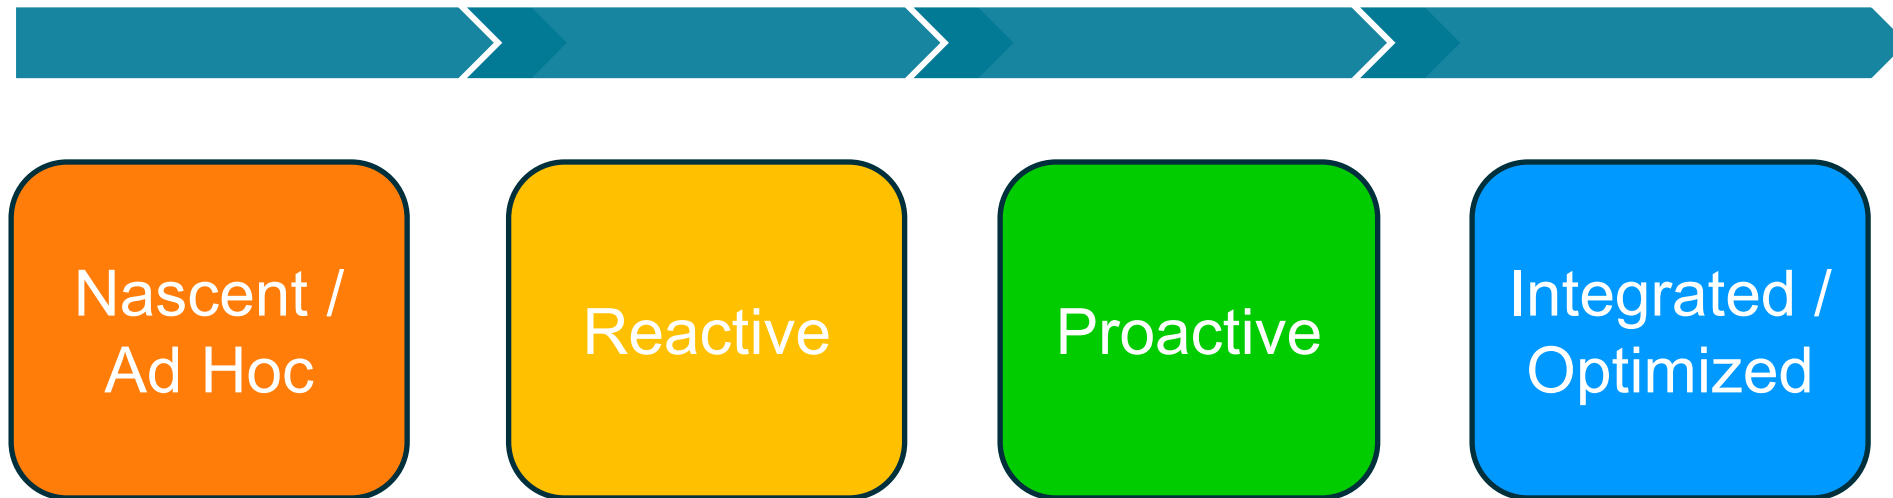 Nascent /
Ad Hoc
Reactive
Proactive
Integrated /
Optimized